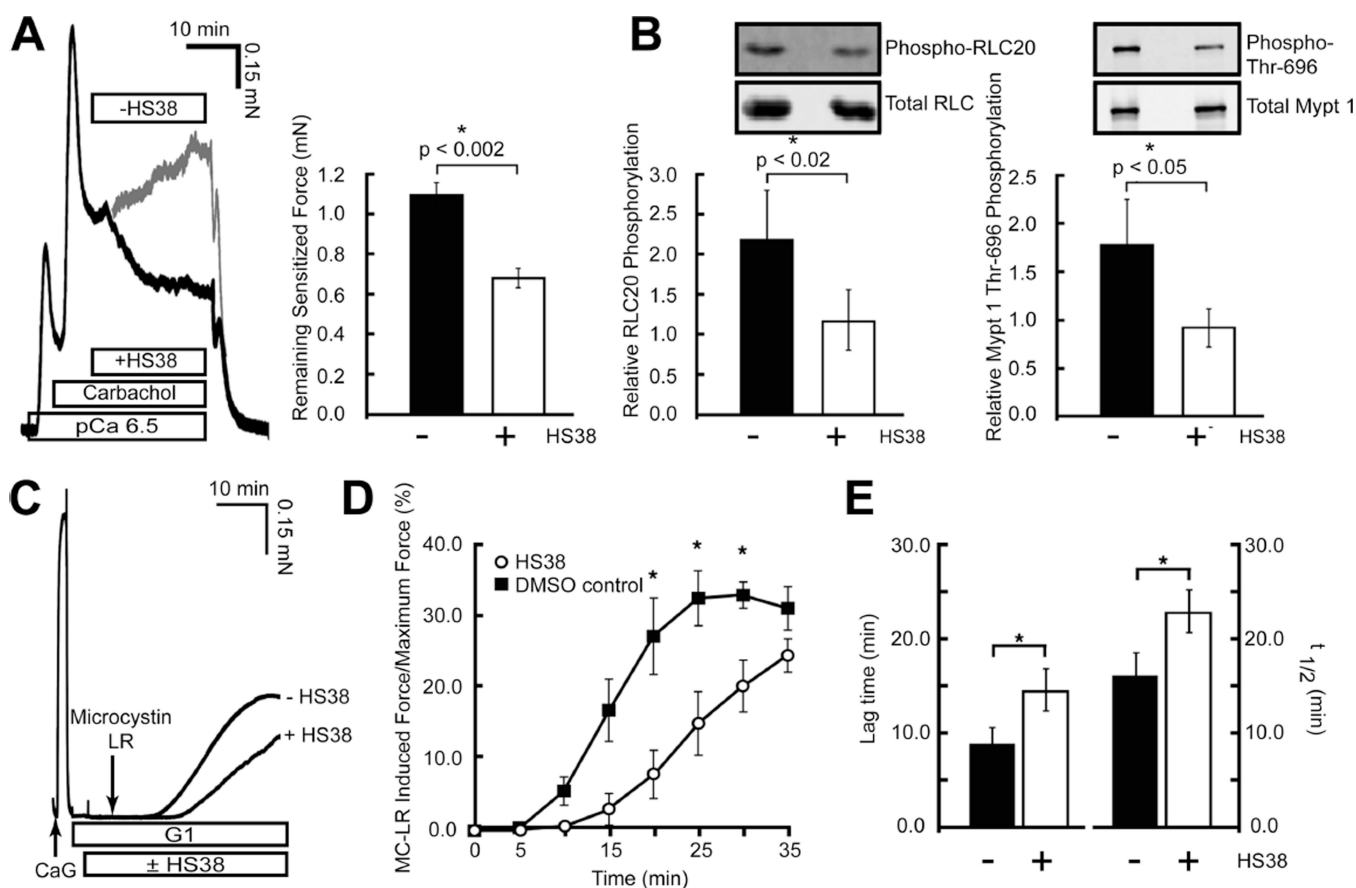 A
10 min
0.15 mN
-HS38
+HS38
Carbachol
pCa 6.5
Remaining Sensitized Force (mN)
1.2
1.0
0.8
0.6
0.4
0.2
0.0
*
p < 0.002
- + HS38
B
Phospho-RLC20
Total RLC
*
p < 0.02
Relative RLC20 Phosphorylation
3.0
2.5
2.0
1.5
1.0
0.5
0.0
- + HS38
Phospho-
Thr-696
Total Mypt 1
*
p < 0.05
Relative Mypt 1 Thr-696 Phosphorylation
2.5
2.0
1.5
1.0
0.5
0.0
- + - HS38
C
10 min
0.15 mN
Microcystin
LR
- HS38
+ HS38
G1
± HS38
CaG
D
MC-LR Induced Force/Maximum Force (%)
40.0
30.0
20.0
10.0
0.0
HS38
DMSO control
* * *
0 5 15 25 35
Time (min)
E
Lag time (min)
30.0
20.0
10.0
0.0
*
*
30.0
20.0
10.0
0.0
t 1/2 (min)
- + - + HS38